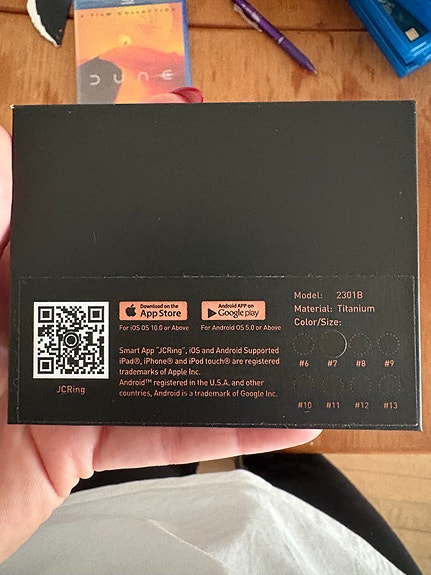 2-FILM COLLECTION
DUNE
JCRing
Download on the
App Store
For iOS OS 10.0 or Above
Android APP on
Google play
For Android OS 5.0 or Above
Smart App "JCRing", iOS and Android Supported
iPad®, iPhone® and iPod touch® are registered
trademarks of Apple Inc.
Android™ registered in the U.S.A. and other
countries, Android is a trademark of Google Inc.
Model: 2301B
Material: Titanium
Color/Size:
#6 #7 #8 #9
#10 #11 #12 #13